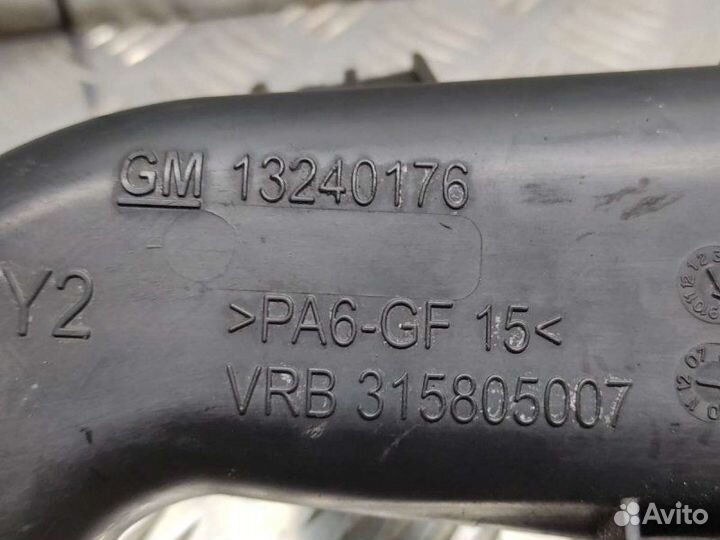 GM 13240176
Y2
>PA6-GF 15<
VRB 315805007
Avito